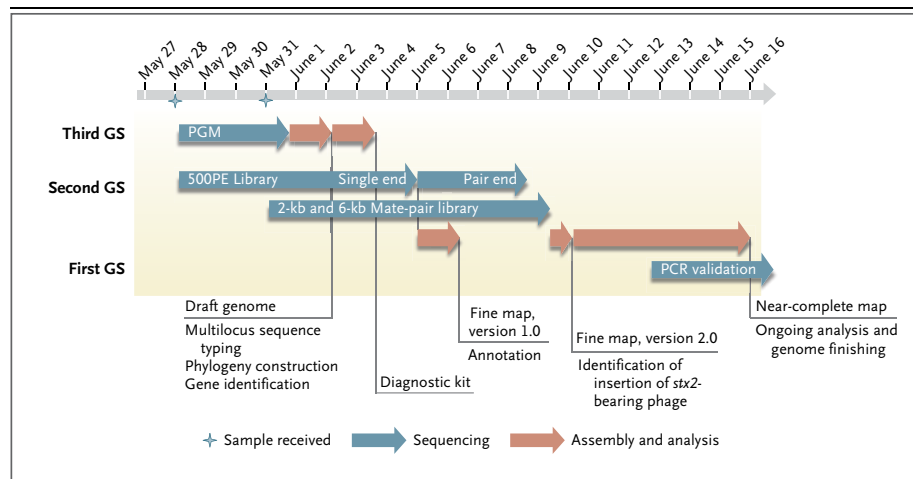 May 27
May 28
May 29
May 30
May 31
June 1
June 2
June 3
June 4
June 5
June 6
June 7
June 8
June 9
June 10
June 11
June 12
June 13
June 14
June 15
June 16
Third GS
PGM
Second GS
500PE Library
Single end
Pair end
2-kb and 6-kb Mate-pair library
First GS
PCR validation
Draft genome
Multilocus sequence
typing
Phylogeny construction
Gene identification
Diagnostic kit
Fine map,
version 1.0
Annotation
Fine map, version 2.0
Identification of
insertion of stx2-
bearing phage
Near-complete map
Ongoing analysis and
genome finishing
Sample received
Sequencing
Assembly and analysis